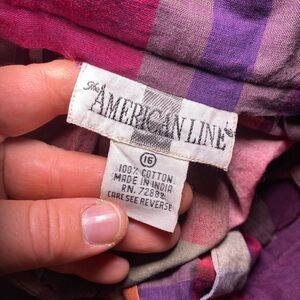 The
AMERICAN LINE
16
100% COTTON
MADE IN INDIA
RN. 72882
CARE SEE REVERSE